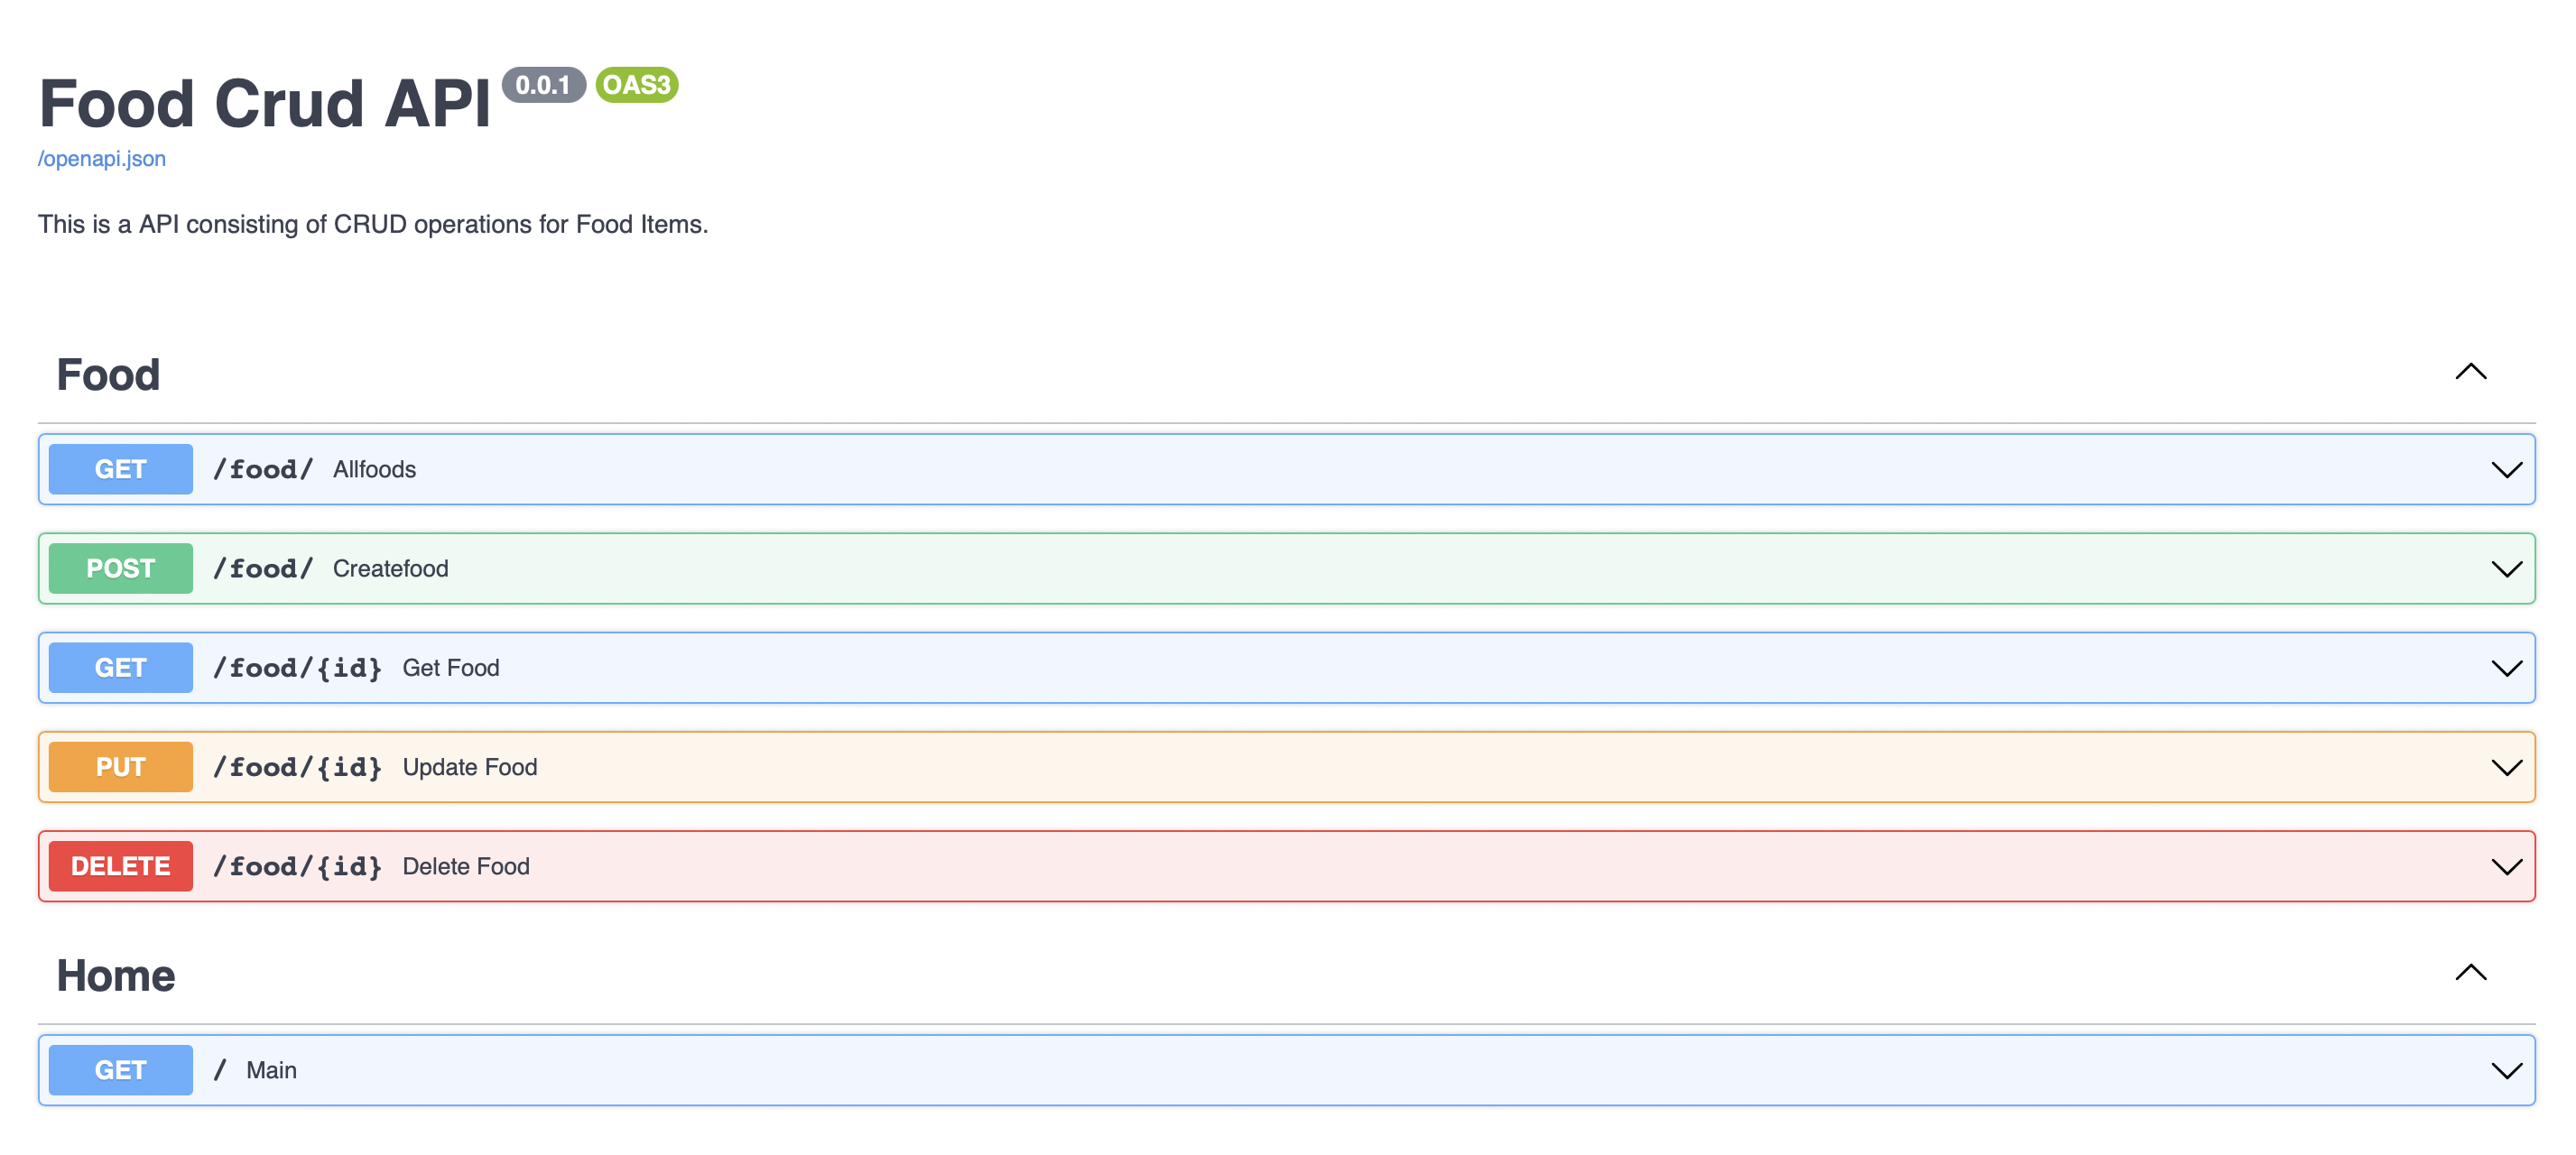 Food Crud API 0.0.1 OAS3
/openapi.json
This is a API consisting of CRUD operations for Food Items.
Food
GET /food/ Allfoods
POST /food/ Createfood
GET /food/{id} Get Food
PUT /food/{id} Update Food
DELETE /food/{id} Delete Food
Home
GET / Main